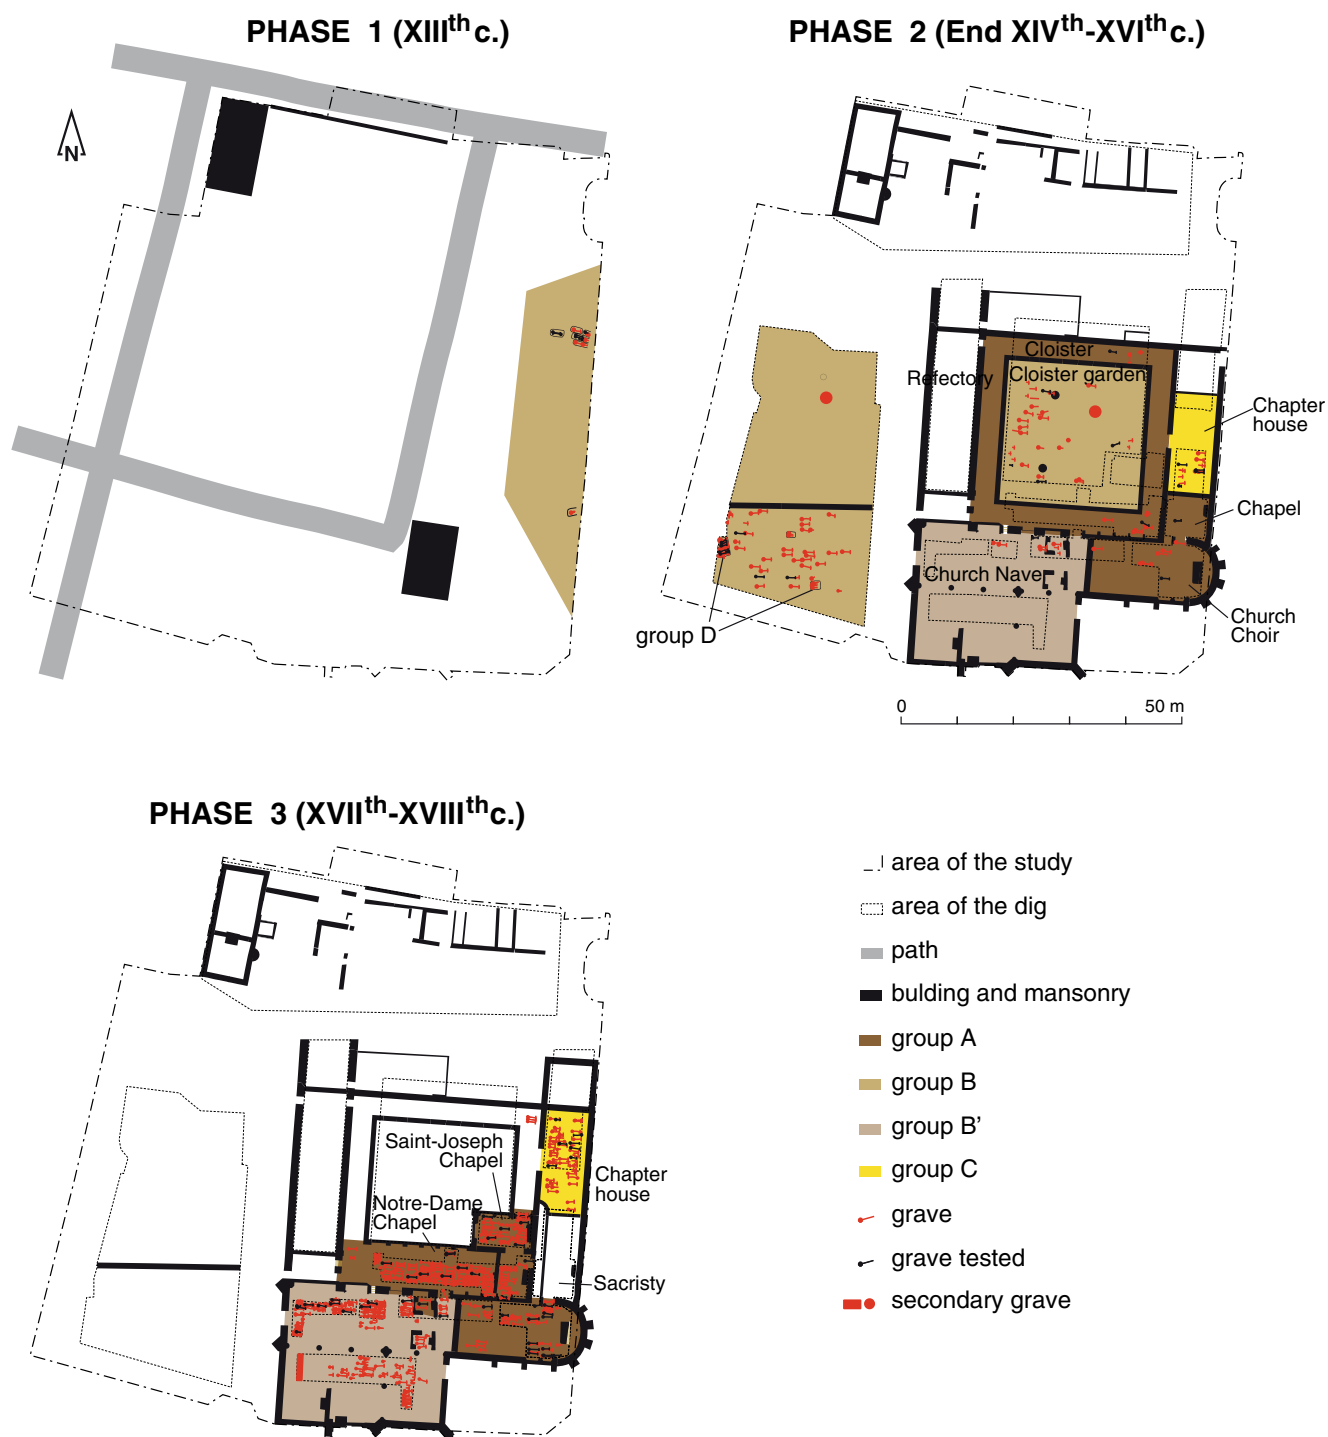 PHASE 1 (XIIIth c.)
N
PHASE 2 (End XIVth-XVIth c.)
Cloister
Refectory
Cloister garden
Chapter
house
Chapel
Church Nave
Church
Choir
group D
0 50 m
PHASE 3 (XVIIth-XVIIIth c.)
Saint-Joseph
Chapel
Notre-Dame
Chapel
Chapter
house
Sacristy
area of the study
area of the dig
path
bulding and mansonry
group A
group B
group B'
group C
grave
grave tested
secondary grave